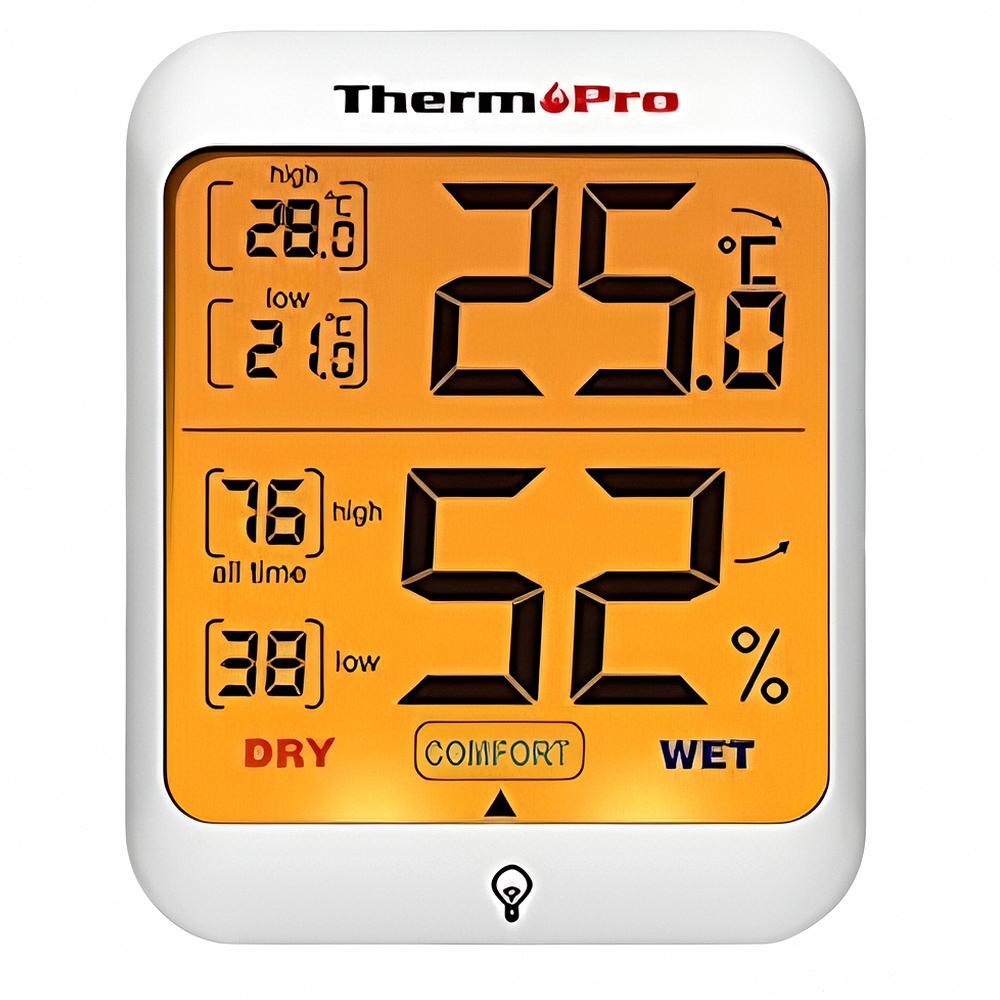 ThermoPro
high
28.0 °C
low
21.0 °C
25.0 °C
76 high
all time
38 low
52 %
DRY COMFORT WET